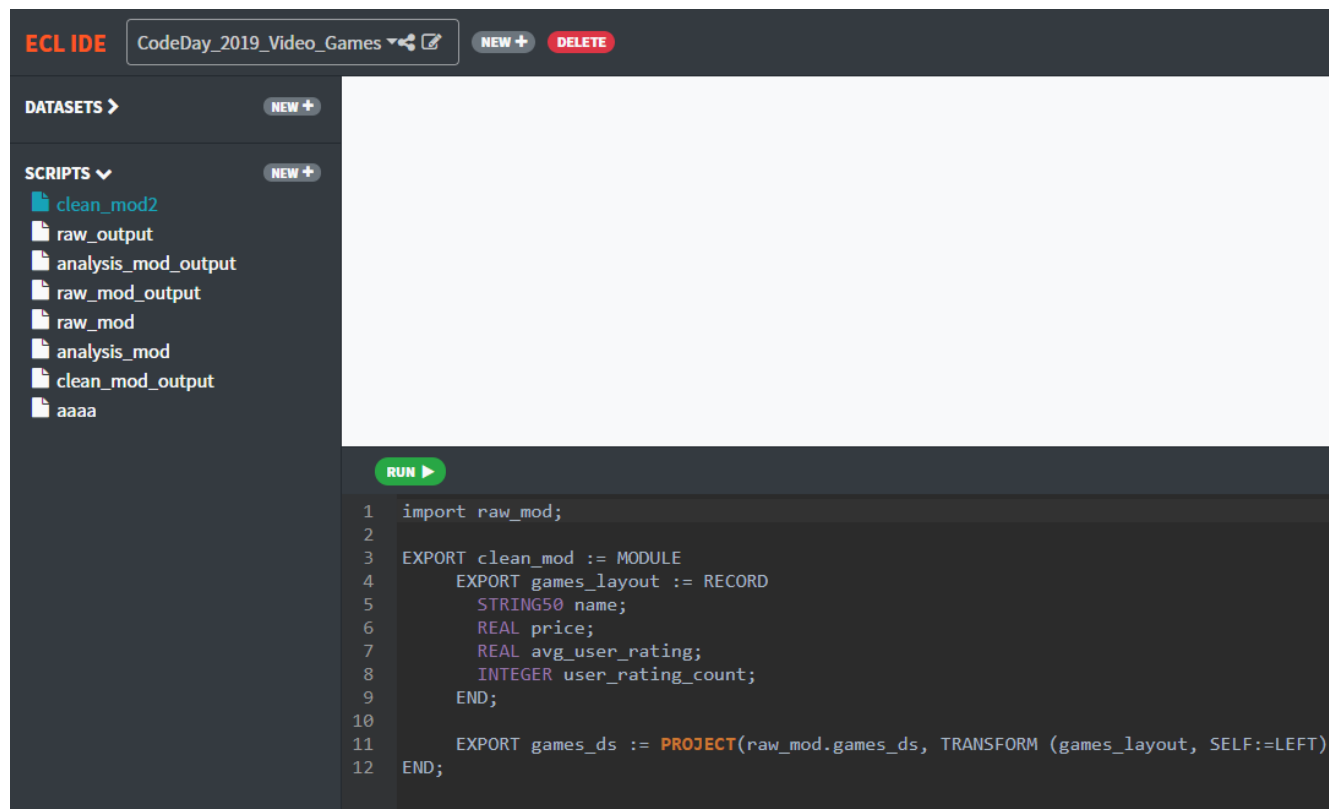 ECL IDE CodeDay_2019_Video_Games NEW + DELETE
DATASETS NEW +
SCRIPTS NEW +
clean_mod2
raw_output
analysis_mod_output
raw_mod_output
raw_mod
analysis_mod
clean_mod_output
aaaa
RUN
1 import raw_mod;
2
3 EXPORT clean_mod := MODULE
4 EXPORT games_layout := RECORD
5 STRING50 name;
6 REAL price;
7 REAL avg_user_rating;
8 INTEGER user_rating_count;
9 END;
10
11 EXPORT games_ds := PROJECT(raw_mod.games_ds, TRANSFORM (games_layout, SELF:=LEFT)
12 END;